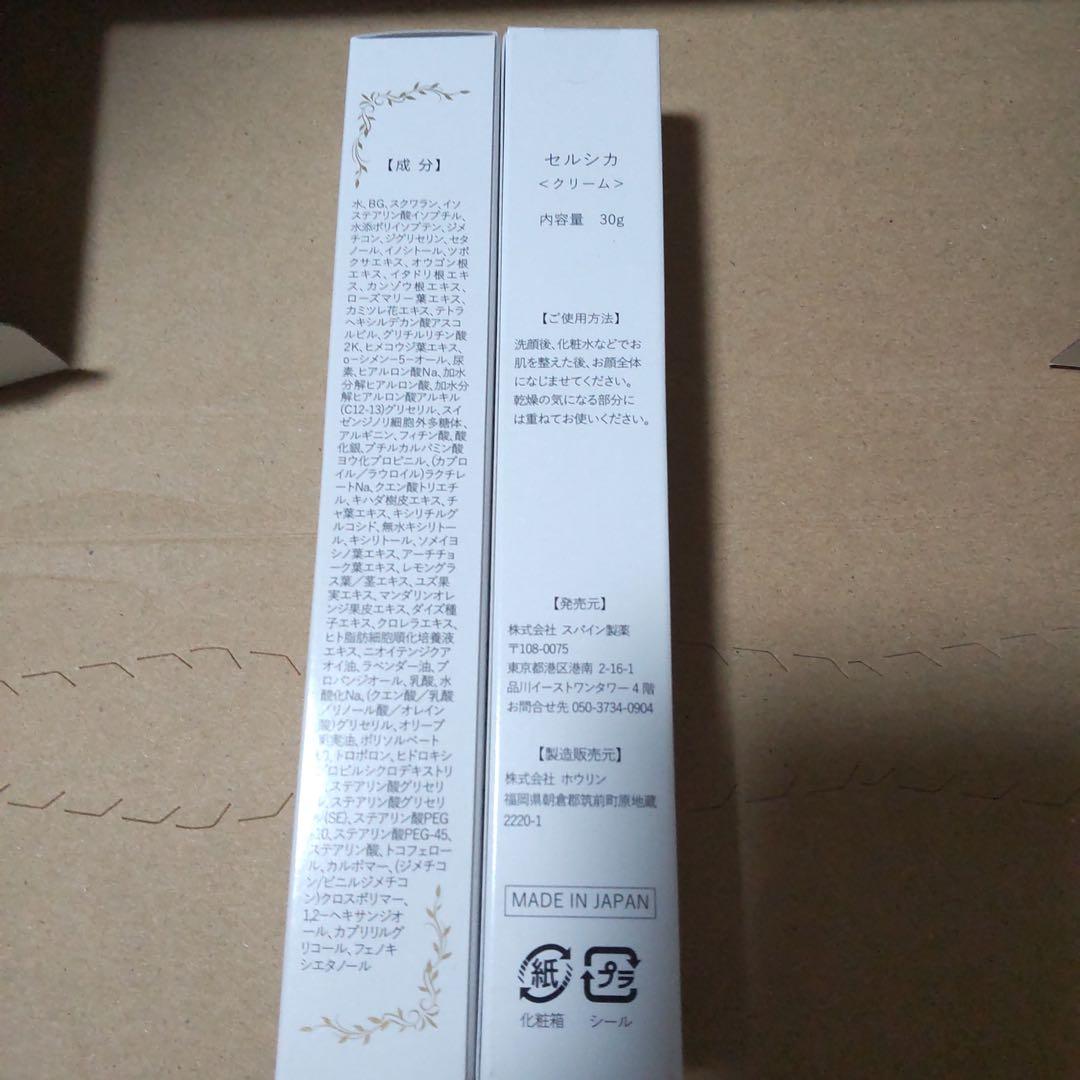 【成 分】
水、BG、スクワラン、イソ
ステアリン酸イソプチル、
水添ポリイソブテン、ジメ
チコン、ジグリセリン、セタ
ノール、イノシトール、ツボ
クサエキス、オウゴン根
エキス、イタドリ根エキ
ス、カンゾウ根エキス、
ローズマリー葉エキス、
カミツレ花エキス、テトラ
ヘキシルデカン酸アスコ
ルビル、グリチルリチン酸
2K、ヒメコウジ葉エキス、
o-シメン-5-オール、尿
素、ヒアルロン酸Na、加水
分解ヒアルロン酸、加水分
解ヒアルロン酸アルキル
(C12-13)グリセリル、スイ
ゼンジノリ細胞外多糖体、
アルギニン、フィチン酸、酸
化銀、ブチルカルバミン酸
ヨウ化プロピニル、(カプロ
イル/ラウロイル)ラクチレ
ートNa、クエン酸トリエチ
ル、キハダ樹皮エキス、チ
ャ葉エキス、キシリチルグ
ルコシド、無水キシリトー
ル、キシリトール、ソメイヨ
シノ葉エキス、アーチチョ
ーク葉エキス、レモングラ
ス葉/茎エキス、ユズ果
実エキス、マンダリンオレ
ンジ果皮エキス、ダイズ種
子エキス、クロレラエキス、
ヒト脂肪細胞順化培養液
エキス、ニオイテンジクア
オイ油、ラベンダー油、プ
ロパンジオール、乳酸、水
酸化Na、(クエン酸/乳酸
/リノール酸/オレイン
酸)グリセリル、オリーブ
果実油、ポリソルベート
トロポロン、ヒドロキシ
プロピルシクロデキストリ
ステアリン酸グリセリ
ル、ステアリン酸グリセリ
ル(SE)、ステアリン酸PEG
ステアリン酸PEG-45、
ステアリン酸、トコフェロー
ル、カルボマー、(ジメチコ
ン/ビニルジメチコ
ン)クロスポリマー、
1,2-ヘキサンジオ
ール、カプリリルグ
リコール、フェノキ
シエタノール
セルシカ
<クリーム>
内容量 30g
【ご使用方法】
洗顔後、化粧水などでお
肌を整えた後、お顔全体
になじませてください。
乾燥の気になる部分に
は重ねてお使いください。
【発売元】
株式会社 スパイン製薬
〒108-0075
東京都港区港南 2-16-1
品川イーストワンタワー 4 階
お問合せ先 050-3734-0904
【製造販売元】
株式会社 ホウリン
福岡県朝倉郡筑前町原地蔵
2220-1
MADE IN JAPAN
紙 プラ
化粧箱 シール